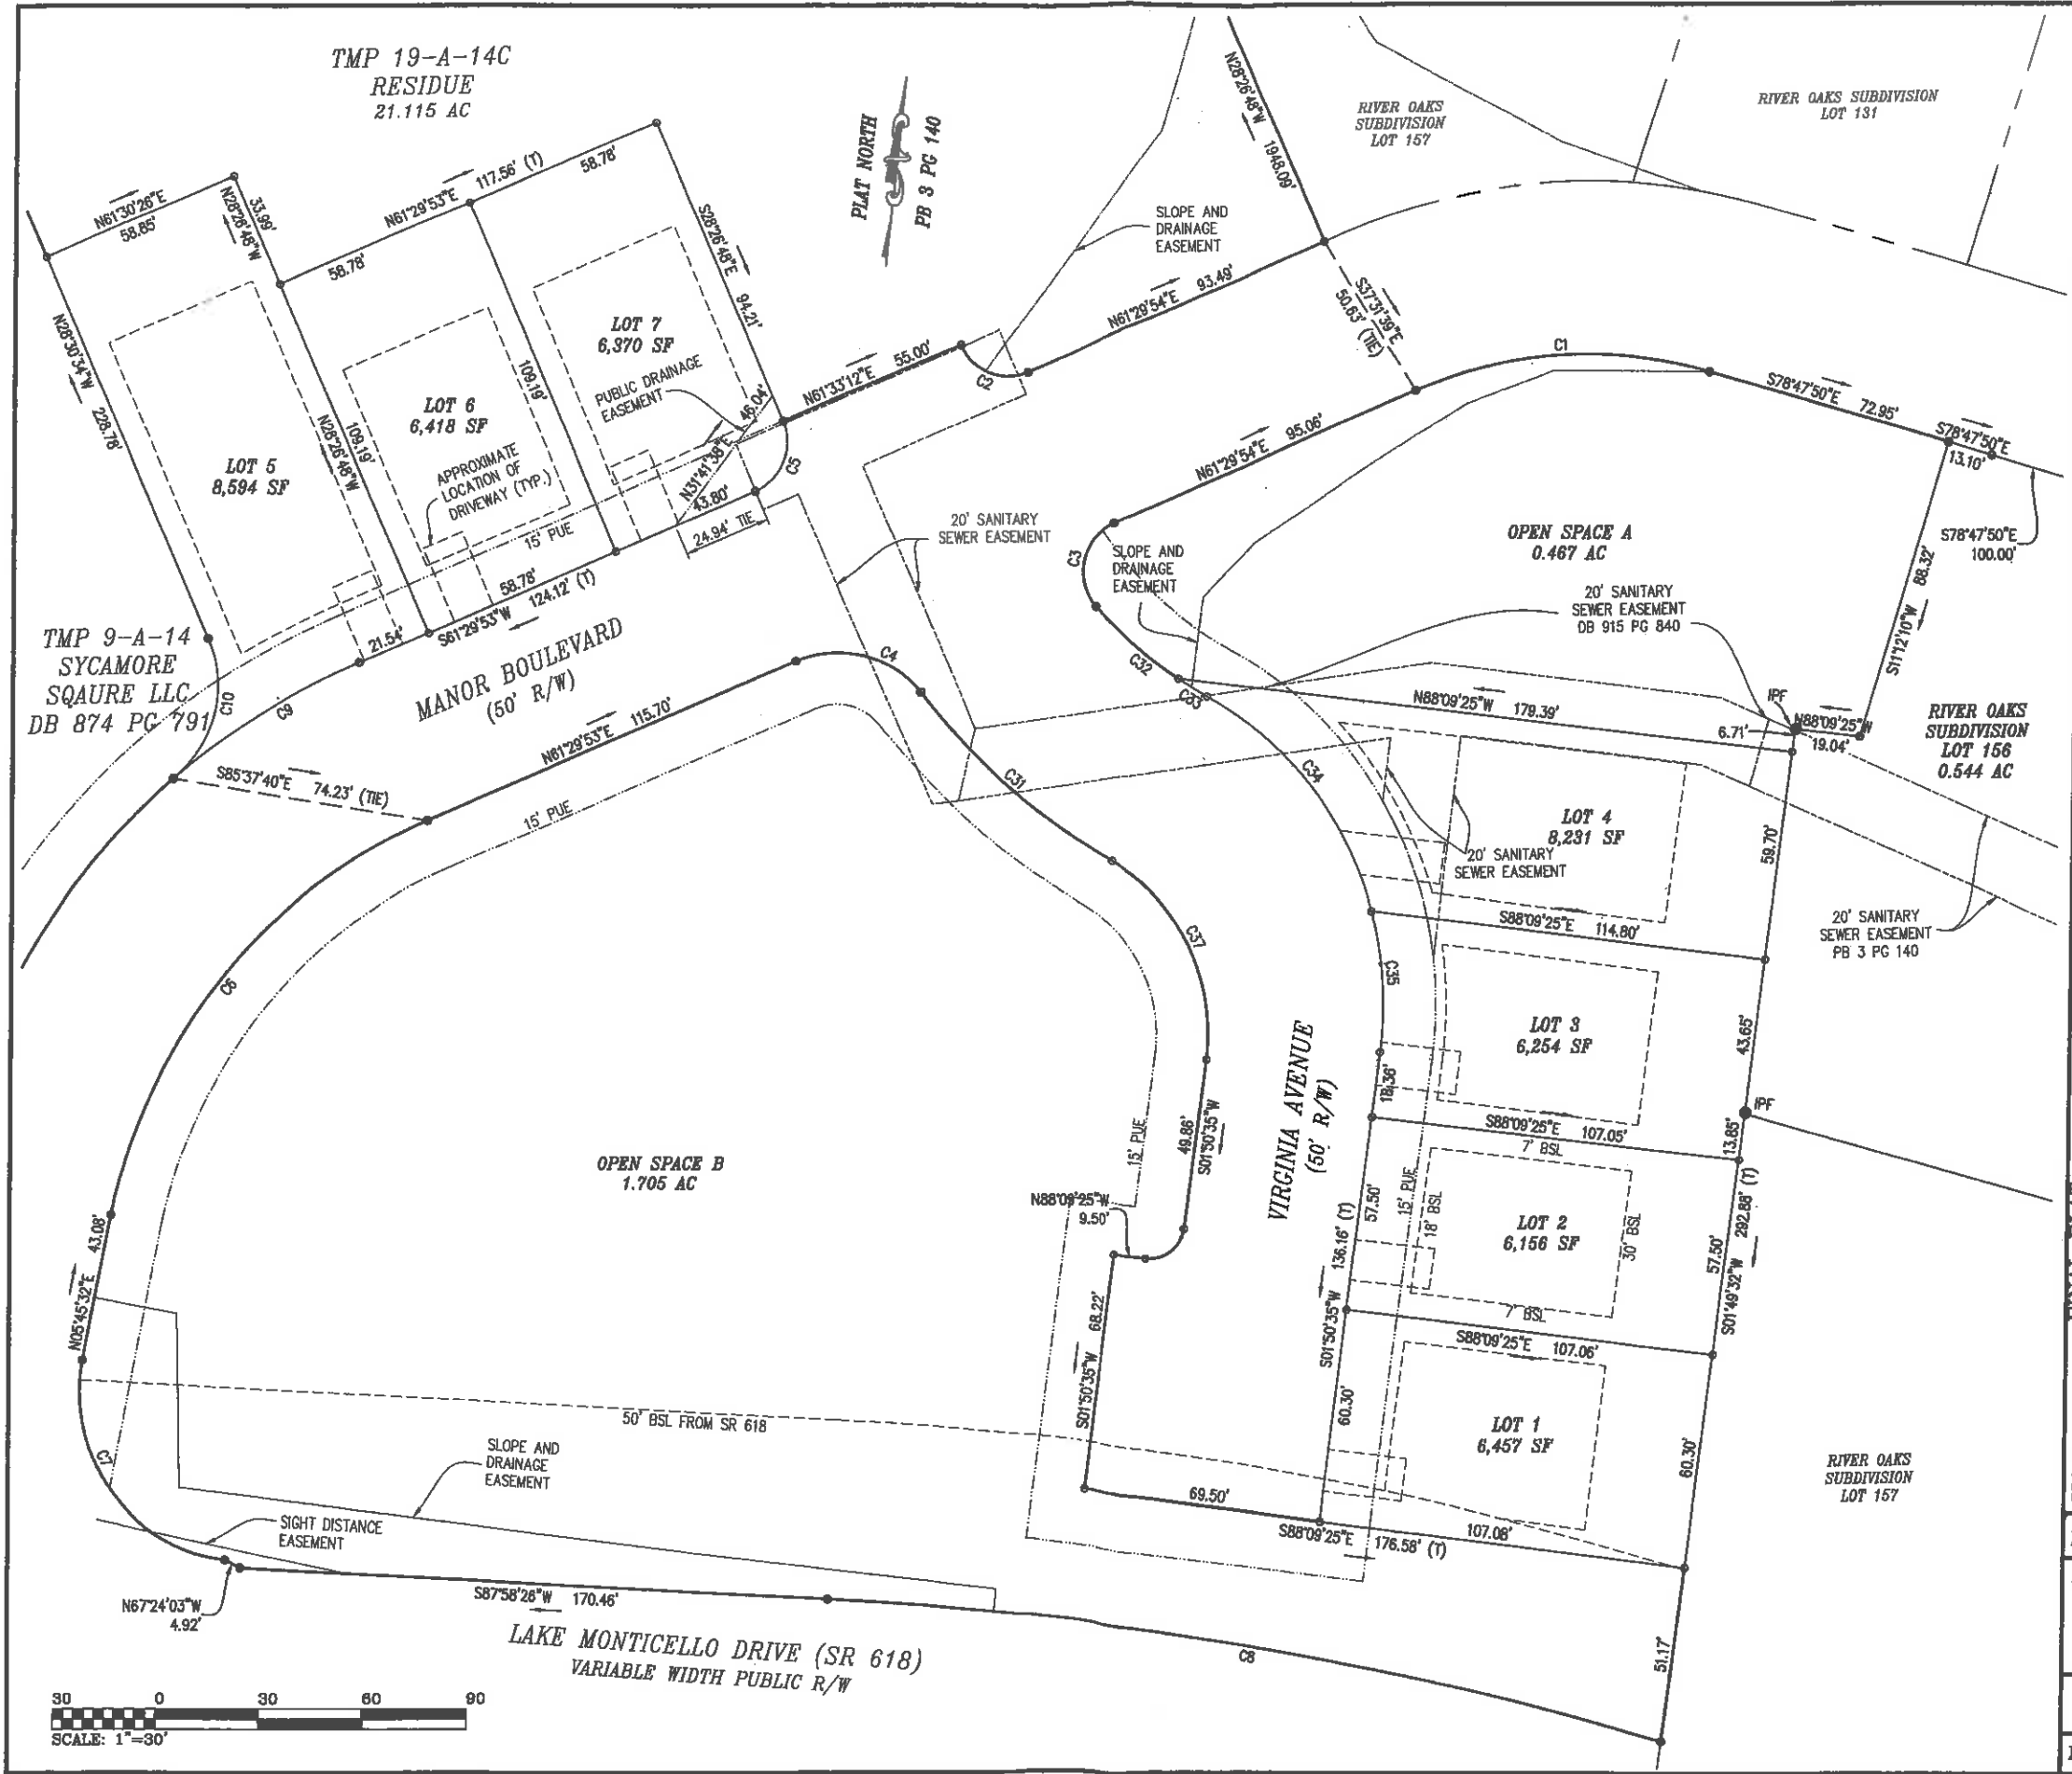 TMP 19-A-14C
RESIDUE
21.115 AC
N61°30'26"E
58.85'
33.99'
N28°26'48"W
N61°29'53"E
117.56' (T)
58.78'
58.78'
S28°26'48"E
94.21'
N28°30'34"W
228.78'
LOT 5
8,594 SF
N28°26'48"W
109.19'
LOT 6
6,418 SF
109.19'
LOT 7
6,370 SF
PUBLIC DRAINAGE
EASEMENT
46.04'
N31°41'38"E
APPROXIMATE
LOCATION OF
DRIVEWAY (TYP.)
15' PUE
43.80'
24.94' TIE
C5
58.78'
124.12' (T)
S61°29'53"W
21.54'
PLAT NORTH
PB 3 PG 140
N61°33'12"E
55.00'
C2
SLOPE AND
DRAINAGE
EASEMENT
N61°29'54"E
93.49'
N28°26'48"W
1948.09'
RIVER OAKS
SUBDIVISION
LOT 157
RIVER OAKS SUBDIVISION
LOT 131
S37°31'39"E
50.63' (TIE)
C1
S78°47'50"E
72.95'
S78°47'50"E
13.10'
S78°47'50"E
100.00'
N61°29'54"E
95.06'
C3
20' SANITARY
SEWER EASEMENT
SLOPE AND
DRAINAGE
EASEMENT
OPEN SPACE A
0.467 AC
20' SANITARY
SEWER EASEMENT
DB 915 PG 840
S11°12'10"W
88.32'
C32
C33
N88°09'25"W
179.39'
IPF
N88°09'25"W
6.71'
19.04'
RIVER OAKS
SUBDIVISION
LOT 156
0.544 AC
TMP 9-A-14
SYCAMORE
SQAURE LLC
DB 874 PG 791
C10
C9
MANOR BOULEVARD
(50' R/W)
C4
N61°29'53"E
115.70'
S85°37'40"E
74.23' (TIE)
15' PUE
C31
C34
LOT 4
8,231 SF
20' SANITARY
SEWER EASEMENT
59.70'
S88°09'25"E
114.80'
20' SANITARY
SEWER EASEMENT
PB 3 PG 140
C37
C6
C35
LOT 3
6,254 SF
43.65'
18.36'
IPF
S88°09'25"E
107.05'
13.85'
7' BSL
49.86'
S01°50'35"W
15' PUE
VIRGINIA AVENUE
(50' R/W)
OPEN SPACE B
1.705 AC
N88°09'25"W
9.50'
57.50'
136.16' (T)
S01°50'35"W
15' PUE
18' BSL
LOT 2
6,156 SF
30' BSL
57.50'
292.88' (T)
S01°49'32"W
7' BSL
S88°09'25"E
107.06'
43.08'
N05°45'32"E
68.22'
S01°50'35"W
60.30'
LOT 1
6,457 SF
60.30'
50' BSL FROM SR 618
C7
SLOPE AND
DRAINAGE
EASEMENT
SIGHT DISTANCE
EASEMENT
69.50'
S88°09'25"E
176.58' (T)
107.08'
RIVER OAKS
SUBDIVISION
LOT 157
N67°24'03"W
4.92'
S87°58'28"W
170.46'
LAKE MONTICELLO DRIVE (SR 618)
VARIABLE WIDTH PUBLIC R/W
C8
51.17'
30 0 30 60 90
SCALE: 1"=30'